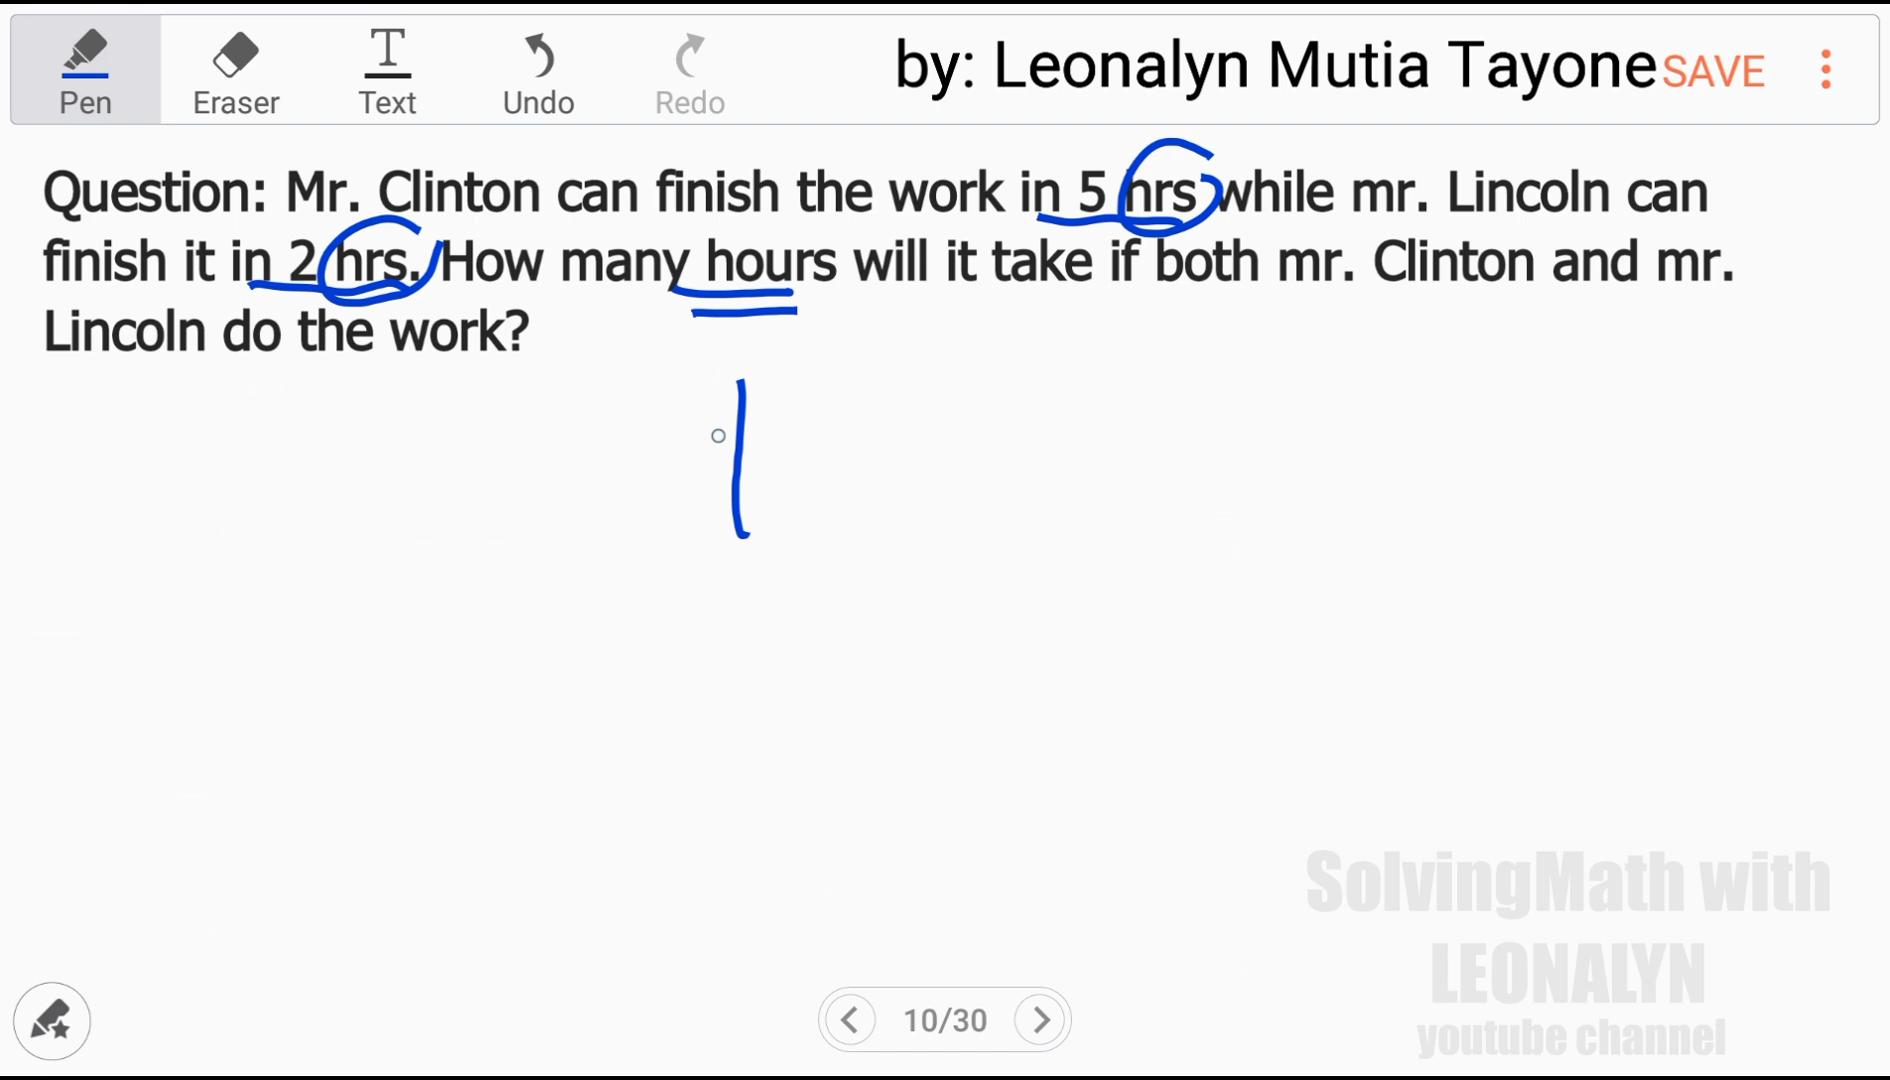 by: Leonalyn Mutia Tayone SAVE
Pen Eraser Text Undo Redo
Question: Mr. Clinton can finish the work in 5 hrs while mr. Lincoln can
finish it in 2 hrs. How many hours will it take if both mr. Clinton and mr.
Lincoln do the work?
SolvingMath with
LEONALYN
youtube channel
10/30